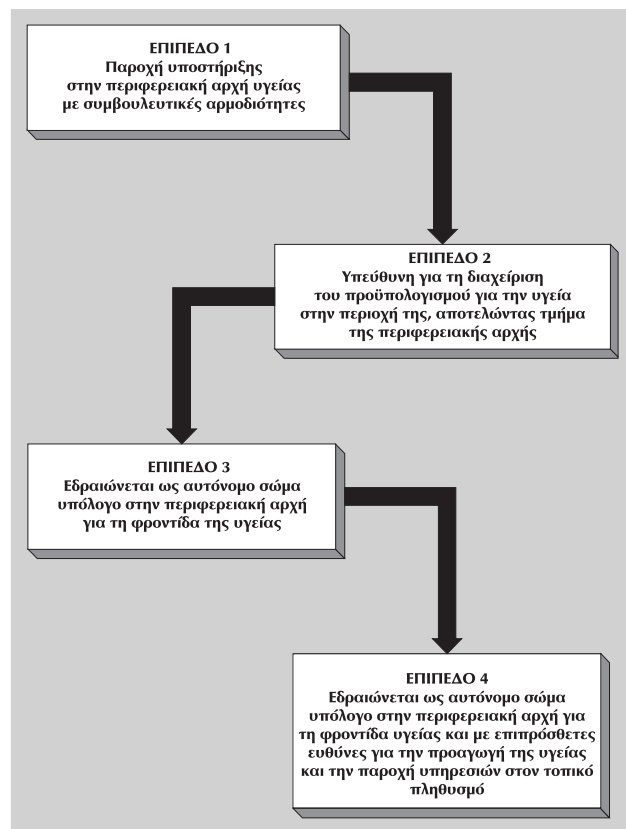 ΕΠΙΠΕΔΟ 1
Παροχή υποστήριξης
στην περιφερειακή αρχή υγείας
με συμβουλευτικές αρμοδιότητες
ΕΠΙΠΕΔΟ 2
Υπεύθυνη για τη διαχείριση
του προϋπολογισμού για την υγεία
στην περιοχή της, αποτελώντας τμήμα
της περιφερειακής αρχής
ΕΠΙΠΕΔΟ 3
Εδραιώνεται ως αυτόνομο σώμα
υπόλογο στην περιφερειακή αρχή
για τη φροντίδα της υγείας
ΕΠΙΠΕΔΟ 4
Εδραιώνεται ως αυτόνομο σώμα
υπόλογο στην περιφερειακή αρχή για
τη φροντίδα υγείας και με επιπρόσθετες
ευθύνες για την προαγωγή της υγείας
και την παροχή υπηρεσιών στον τοπικό
πληθυσμό